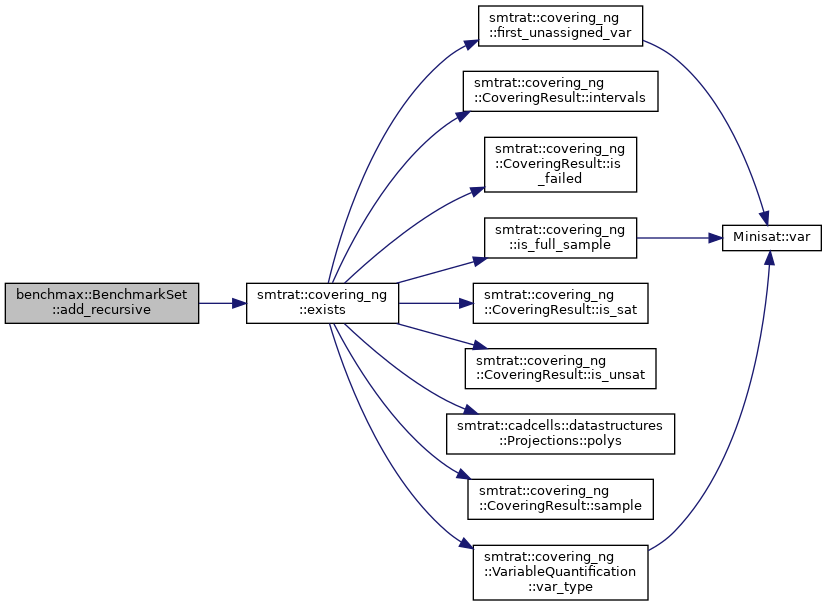 benchmax::BenchmarkSet
::add_recursive
smtrat::covering_ng
::exists
smtrat::covering_ng
::first_unassigned_var
smtrat::covering_ng
::CoveringResult::intervals
smtrat::covering_ng
::CoveringResult::is
_failed
smtrat::covering_ng
::is_full_sample
smtrat::covering_ng
::CoveringResult::is_sat
smtrat::covering_ng
::CoveringResult::is_unsat
smtrat::cadcells::datastructures
::Projections::polys
smtrat::covering_ng
::CoveringResult::sample
smtrat::covering_ng
::VariableQuantification
::var_type
Minisat::var